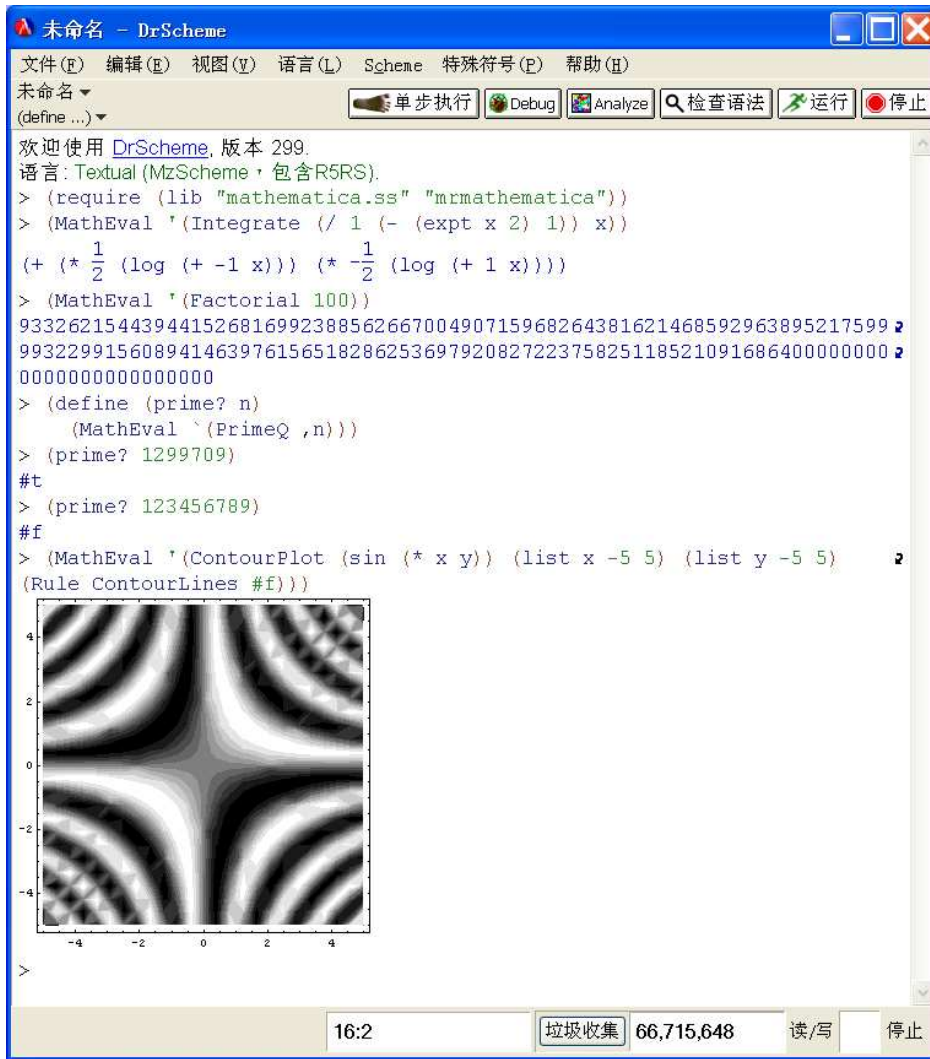 未命名 - DrScheme
文件(F) 编辑(E) 视图(V) 语言(L) Scheme 特殊符号(P) 帮助(H)
未命名
(define ...)
单步执行 Debug Analyze 检查语法 运行 停止
欢迎使用 DrScheme, 版本 299.
语言: Textual (MzScheme，包含R5RS).
> (require (lib "mathematica.ss" "mrmathematica"))
> (MathEval '(Integrate (/ 1 (- (expt x 2) 1)) x))
(+ (* 1/2 (log (+ -1 x))) (* -1/2 (log (+ 1 x))))
> (MathEval '(Factorial 100))
93326215443944152681699238856266700490715968264381621468592963895217599
99322991560894146397615651828625369792082722375825118521091686400000000
0000000000000000
> (define (prime? n)
(MathEval `(PrimeQ ,n)))
> (prime? 1299709)
#t
> (prime? 123456789)
#f
> (MathEval '(ContourPlot (sin (* x y)) (list x -5 5) (list y -5 5)
(Rule ContourLines #f)))
4
2
0
-2
-4
-4 -2 0 2 4
>
16:2 垃圾收集 66,715,648 读/写 停止